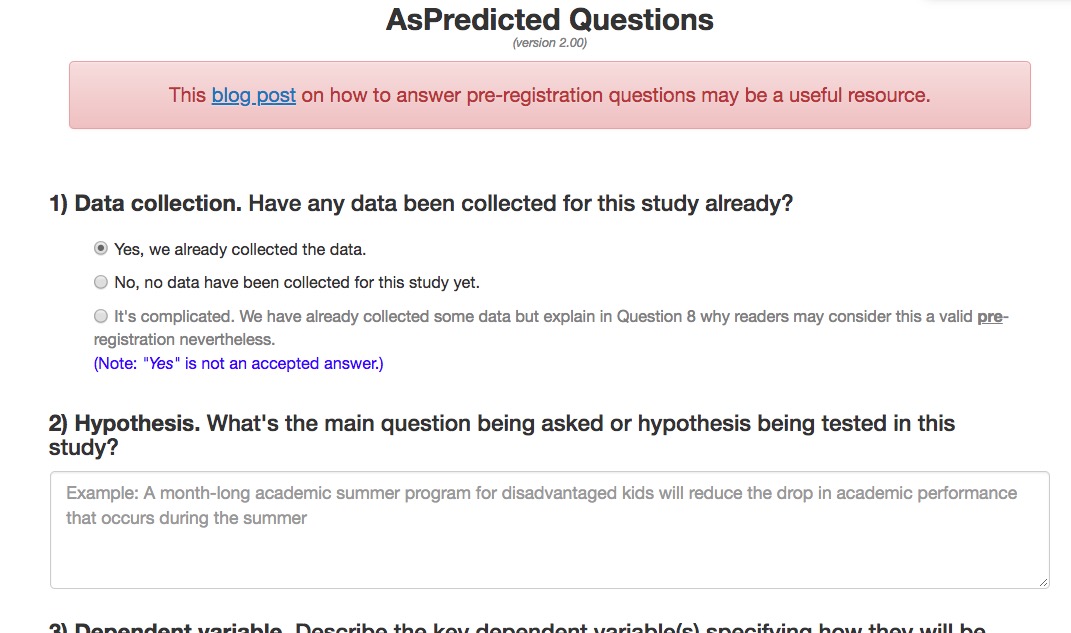 AsPredicted Questions
(version 2.00)
This blog post on how to answer pre-registration questions may be a useful resource.
1) Data collection. Have any data been collected for this study already?
Yes, we already collected the data.
No, no data have been collected for this study yet.
It's complicated. We have already collected some data but explain in Question 8 why readers may consider this a valid pre-
registration nevertheless.
(Note: "Yes" is not an accepted answer.)
2) Hypothesis. What's the main question being asked or hypothesis being tested in this
study?
Example: A month-long academic summer program for disadvantaged kids will reduce the drop in academic performance
that occurs during the summer
3) Dependent variable. Describe the key dependent variable(s) specifying how they will be